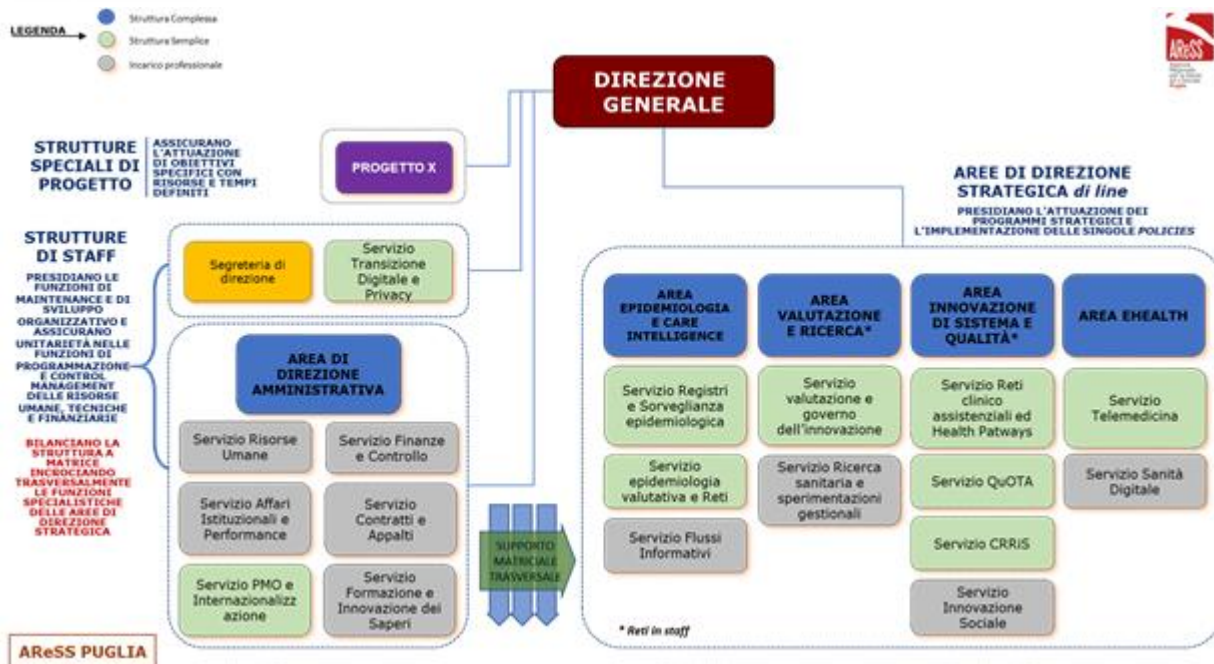 LEGENDA
Struttura Complessa
Struttura Semplice
Incarico professionale
DIREZIONE
GENERALE
AReSS
Puglia
STRUTTURE
SPECIALI DI
PROGETTO
ASSICURANO
L'ATTUAZIONE
DI OBIETTIVI
SPECIFICI CON
RISORSE E TEMPI
DEFINITI
PROGETTO X
AREE DI DIREZIONE
STRATEGICA di line
PRESIDIANO L'ATTUAZIONE DEI
PROGRAMMI STRATEGICI E
L'IMPLEMENTAZIONE DELLE SINGOLE POLICIES
STRUTTURE
DI STAFF
PRESIDIANO LE
FUNZIONI DI
MAINTENANCE E DI
SVILUPPO
ORGANIZZATIVO E
ASSICURANO
UNITARIETÀ NELLE
FUNZIONI DI
PROGRAMMAZIONE
E CONTROL
MANAGEMENT
DELLE RISORSE
UMANE, TECNICHE
E FINANZIARIE
BILANCIANO LA
STRUTTURA A
MATRICE
INCROCIANDO
TRASVERSALMENTE
LE FUNZIONI
SPECIALISTICHE
DELLE AREE DI
DIREZIONE
STRATEGICA
Segreteria di
direzione
Servizio
Transizione
Digitale e
Privacy
AREA DI
DIREZIONE
AMMINISTRATIVA
Servizio Risorse
Umane
Servizio Finanze
e Controllo
Servizio Affari
Istituzionali e
Performance
Servizio
Contratti e
Appalti
Servizio PMO e
Internazionalizz
azione
Servizio
Formazione e
Innovazione dei
Saperi
SUPPORTO
MATRICIALE
TRASVERSALE
AREA
EPIDEMIOLOGIA
E CARE
INTELLIGENCE
Servizio Registri
e Sorveglianza
epidemiologica
Servizio
epidemiologia
valutativa e Reti
Servizio Flussi
Informativi
AREA
VALUTAZIONE
E RICERCA*
Servizio
valutazione e
governo
dell'innovazione
Servizio Ricerca
sanitaria e
sperimentazioni
gestionali
AREA
INNOVAZIONE
DI SISTEMA E
QUALITÀ*
Servizio Reti
clinico
assistenziali ed
Health Patways
Servizio QuOTA
Servizio CRRiS
Servizio
Innovazione
Sociale
AREA EHEALTH
Servizio
Telemedicina
Servizio Sanità
Digitale
* Reti in staff
AReSS PUGLIA